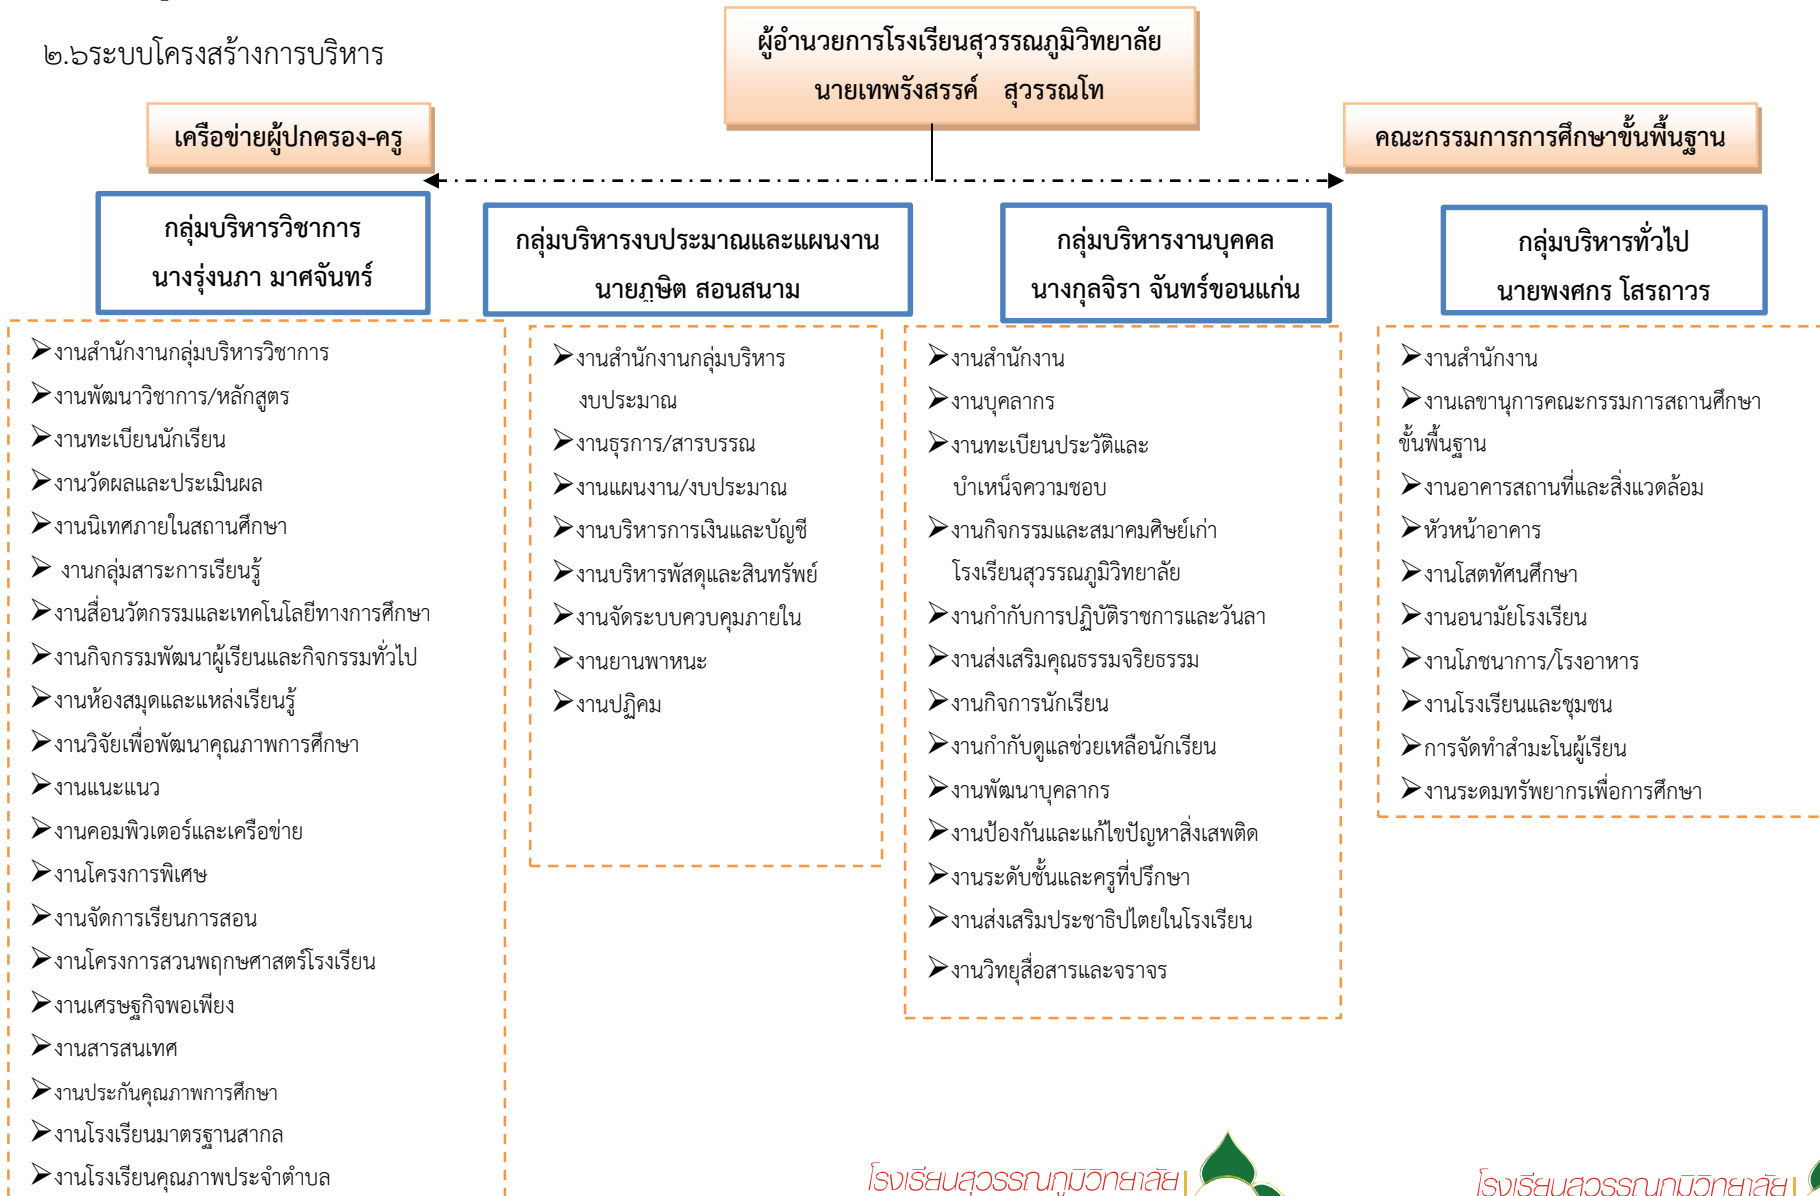 ๒.๖ระบบโครงสร้างการบริหาร
ผู้อำนวยการโรงเรียนสุวรรณภูมิวิทยาลัย
นายเทพรังสรรค์ สุวรรณโท
เครือข่ายผู้ปกครอง-ครู
คณะกรรมการการศึกษาขั้นพื้นฐาน
กลุ่มบริหารวิชาการ
นางรุ่งนภา มาศจันทร์
กลุ่มบริหารงบประมาณและแผนงาน
นายภูษิต สอนสนาม
กลุ่มบริหารงานบุคคล
นางกุลจิรา จันทร์ขอนแก่น
กลุ่มบริหารทั่วไป
นายพงศกร โสรถาวร
➢งานสำนักงานกลุ่มบริหารวิชาการ
➢งานพัฒนาวิชาการ/หลักสูตร
➢งานทะเบียนนักเรียน
➢งานวัดผลและประเมินผล
➢งานนิเทศภายในสถานศึกษา
➢ งานกลุ่มสาระการเรียนรู้
➢งานสื่อนวัตกรรมและเทคโนโลยีทางการศึกษา
➢งานกิจกรรมพัฒนาผู้เรียนและกิจกรรมทั่วไป
➢งานห้องสมุดและแหล่งเรียนรู้
➢งานวิจัยเพื่อพัฒนาคุณภาพการศึกษา
➢งานแนะแนว
➢งานคอมพิวเตอร์และเครือข่าย
➢งานโครงการพิเศษ
➢งานจัดการเรียนการสอน
➢งานโครงการสวนพฤกษศาสตร์โรงเรียน
➢งานเศรษฐกิจพอเพียง
➢งานสารสนเทศ
➢งานประกันคุณภาพการศึกษา
➢งานโรงเรียนมาตรฐานสากล
➢งานโรงเรียนคุณภาพประจำตำบล
➢งานสำนักงานกลุ่มบริหาร
งบประมาณ
➢งานธุรการ/สารบรรณ
➢งานแผนงาน/งบประมาณ
➢งานบริหารการเงินและบัญชี
➢งานบริหารพัสดุและสินทรัพย์
➢งานจัดระบบควบคุมภายใน
➢งานยานพาหนะ
➢งานปฏิคม
➢งานสำนักงาน
➢งานบุคลากร
➢งานทะเบียนประวัติและ
บำเหน็จความชอบ
➢งานกิจกรรมและสมาคมศิษย์เก่า
โรงเรียนสุวรรณภูมิวิทยาลัย
➢งานกำกับการปฏิบัติราชการและวันลา
➢งานส่งเสริมคุณธรรมจริยธรรม
➢งานกิจการนักเรียน
➢งานกำกับดูแลช่วยเหลือนักเรียน
➢งานพัฒนาบุคลากร
➢งานป้องกันและแก้ไขปัญหาสิ่งเสพติด
➢งานระดับชั้นและครูที่ปรึกษา
➢งานส่งเสริมประชาธิปไตยในโรงเรียน
➢งานวิทยุสื่อสารและจราจร
➢งานสำนักงาน
➢งานเลขานุการคณะกรรมการสถานศึกษา
ขั้นพื้นฐาน
➢งานอาคารสถานที่และสิ่งแวดล้อม
➢หัวหน้าอาคาร
➢งานโสตทัศนศึกษา
➢งานอนามัยโรงเรียน
➢งานโภชนาการ/โรงอาหาร
➢งานโรงเรียนและชุมชน
➢การจัดทำสำมะโนผู้เรียน
➢งานระดมทรัพยากรเพื่อการศึกษา
โรงเรียนสุวรรณภูมิวิทยาลัย
โรงเรียนสุวรรณภูมิวิทยาลัย